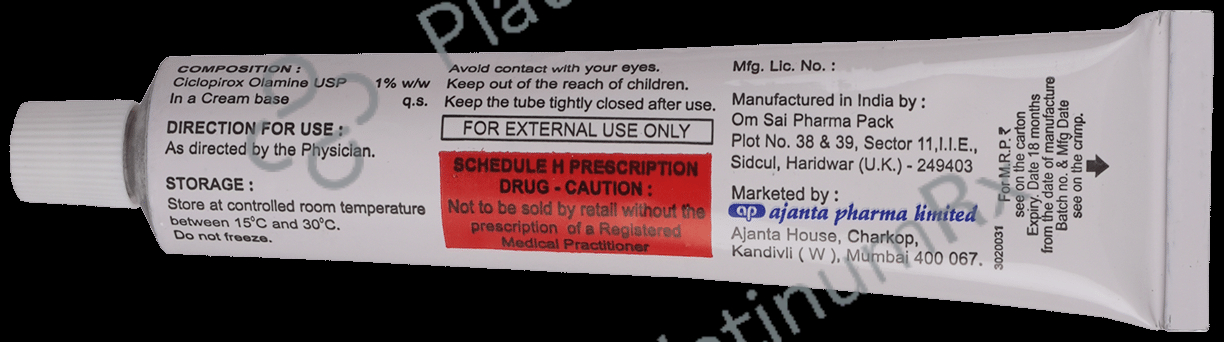 COMPOSITION :
Ciclopirox Olamine USP 1% w/w
In a Cream base q.s.
DIRECTION FOR USE :
As directed by the Physician.
STORAGE :
Store at controlled room temperature
between 15°C and 30°C.
Do not freeze.
Avoid contact with your eyes.
Keep out of the reach of children.
Keep the tube tightly closed after use.
FOR EXTERNAL USE ONLY
SCHEDULE H PRESCRIPTION
DRUG - CAUTION :
Not to be sold by retail without the
prescription of a Registered
Medical Practitioner
Mfg. Lic. No. :
Manufactured in India by :
Om Sai Pharma Pack
Plot No. 38 & 39, Sector 11,I.I.E.,
Sidcul, Haridwar (U.K.) - 249403
Marketed by :
ap ajanta pharma limited
Ajanta House, Charkop,
Kandivli ( W ), Mumbai 400 067.
3020031
For M.R.P. ₹
see on the carton
Expiry. Date 18 months
from the date of manufacture
Batch no. & Mfg Date
see on the crimp.
PlatinumRx